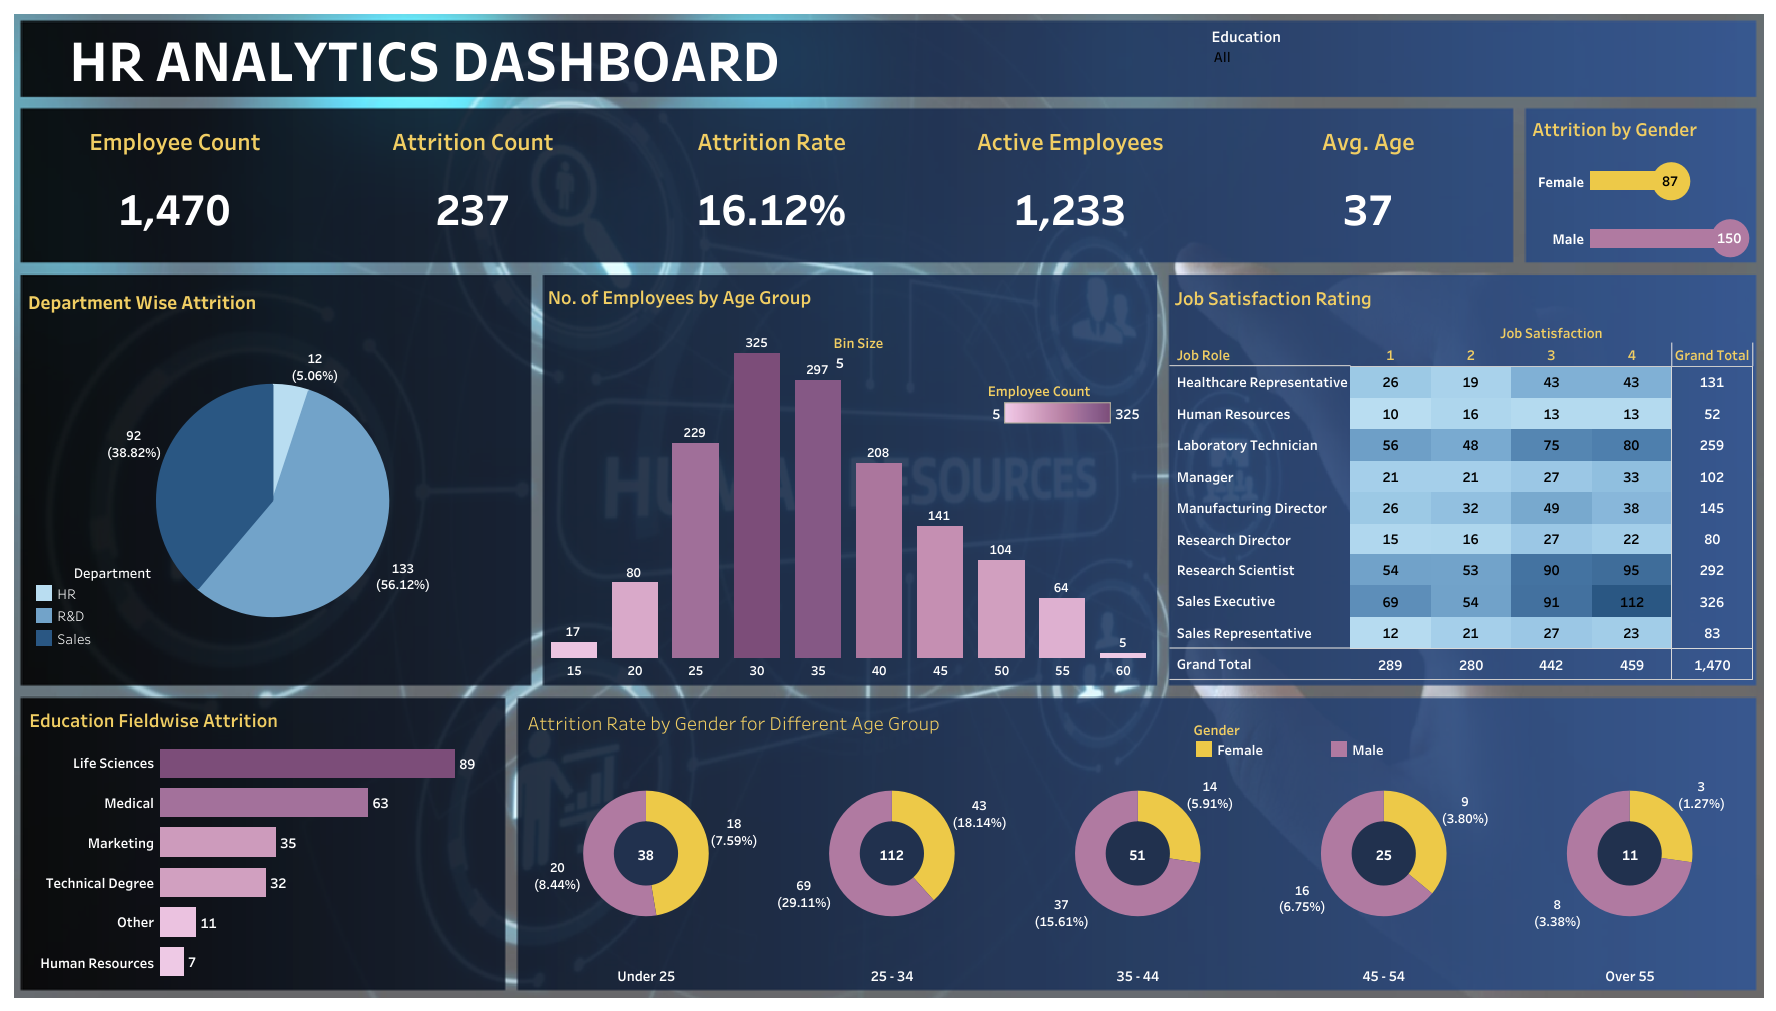 HR ANALYTICS DASHBOARD
Education
All
Employee Count
1,470
Attrition Count
237
Attrition Rate
16.12%
Active Employees
1,233
Avg. Age
37
Attrition by Gender
Female 87
Male 150
Department Wise Attrition
12
(5.06%)
92
(38.82%)
133
(56.12%)
Department
HR
R&D
Sales
No. of Employees by Age Group
Bin Size
5
Employee Count
5 325
17
80
229
325
297
208
141
104
64
5
15 20 25 30 35 40 45 50 55 60
HUMAN RESOURCES
Job Satisfaction Rating
Job Satisfaction
Job Role 1 2 3 4 Grand Total
Healthcare Representative 26 19 43 43 131
Human Resources 10 16 13 13 52
Laboratory Technician 56 48 75 80 259
Manager 21 21 27 33 102
Manufacturing Director 26 32 49 38 145
Research Director 15 16 27 22 80
Research Scientist 54 53 90 95 292
Sales Executive 69 54 91 112 326
Sales Representative 12 21 27 23 83
Grand Total 289 280 442 459 1,470
Education Fieldwise Attrition
Life Sciences 89
Medical 63
Marketing 35
Technical Degree 32
Other 11
Human Resources 7
Attrition Rate by Gender for Different Age Group
Gender
Female Male
18
(7.59%)
38
20
(8.44%)
Under 25
43
(18.14%)
112
69
(29.11%)
25 - 34
14
(5.91%)
51
37
(15.61%)
35 - 44
9
(3.80%)
25
16
(6.75%)
45 - 54
3
(1.27%)
11
8
(3.38%)
Over 55